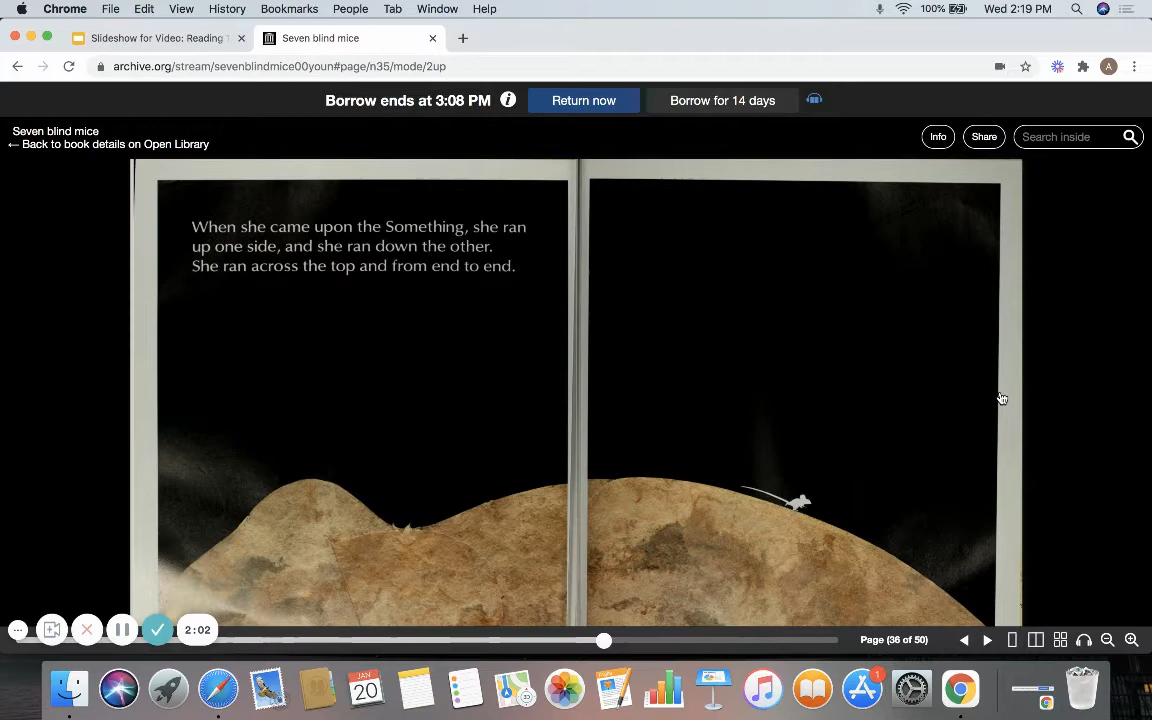 Chrome File Edit View History Bookmarks People Tab Window Help 100% Wed 2:19 PM
Slideshow for Video: Reading T Seven blind mice
archive.org/stream/sevenblindmice00youn#page/n35/mode/2up A
Borrow ends at 3:08 PM i Return now Borrow for 14 days
Seven blind mice
← Back to book details on Open Library
Info Share Search inside
When she came upon the Something, she ran
up one side, and she ran down the other.
She ran across the top and from end to end.
2:02
Page (36 of 50)
JAN
20
1